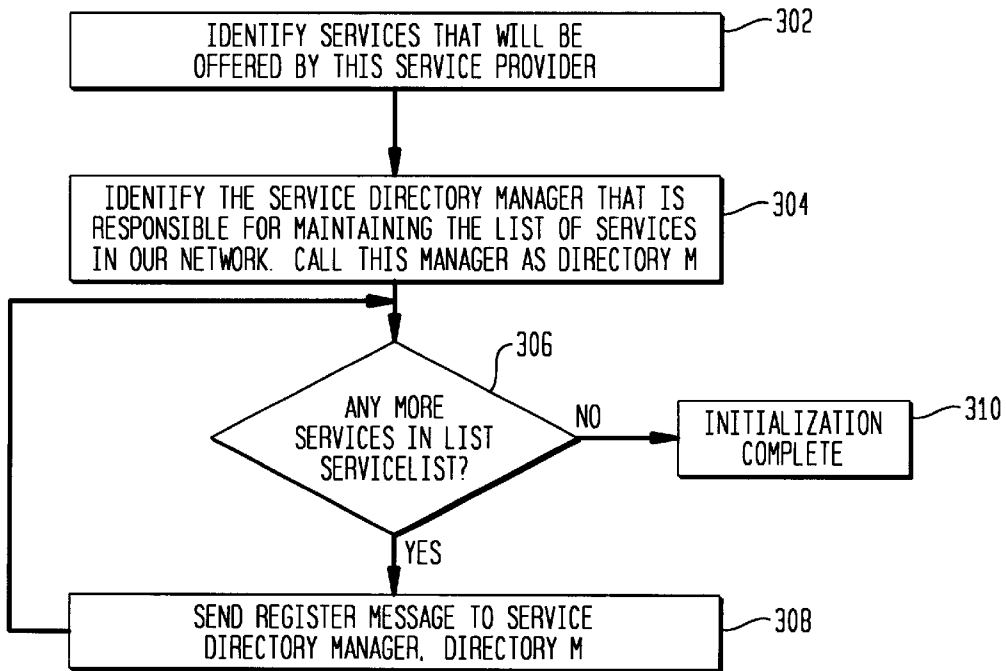 IDENTIFY SERVICES THAT WILL BE
OFFERED BY THIS SERVICE PROVIDER
302
IDENTIFY THE SERVICE DIRECTORY MANAGER THAT IS
RESPONSIBLE FOR MAINTAINING THE LIST OF SERVICES
IN OUR NETWORK. CALL THIS MANAGER AS DIRECTORY M
304
306
ANY MORE
SERVICES IN LIST
SERVICELIST?
NO
INITIALIZATION
COMPLETE
310
YES
SEND REGISTER MESSAGE TO SERVICE
DIRECTORY MANAGER, DIRECTORY M
308